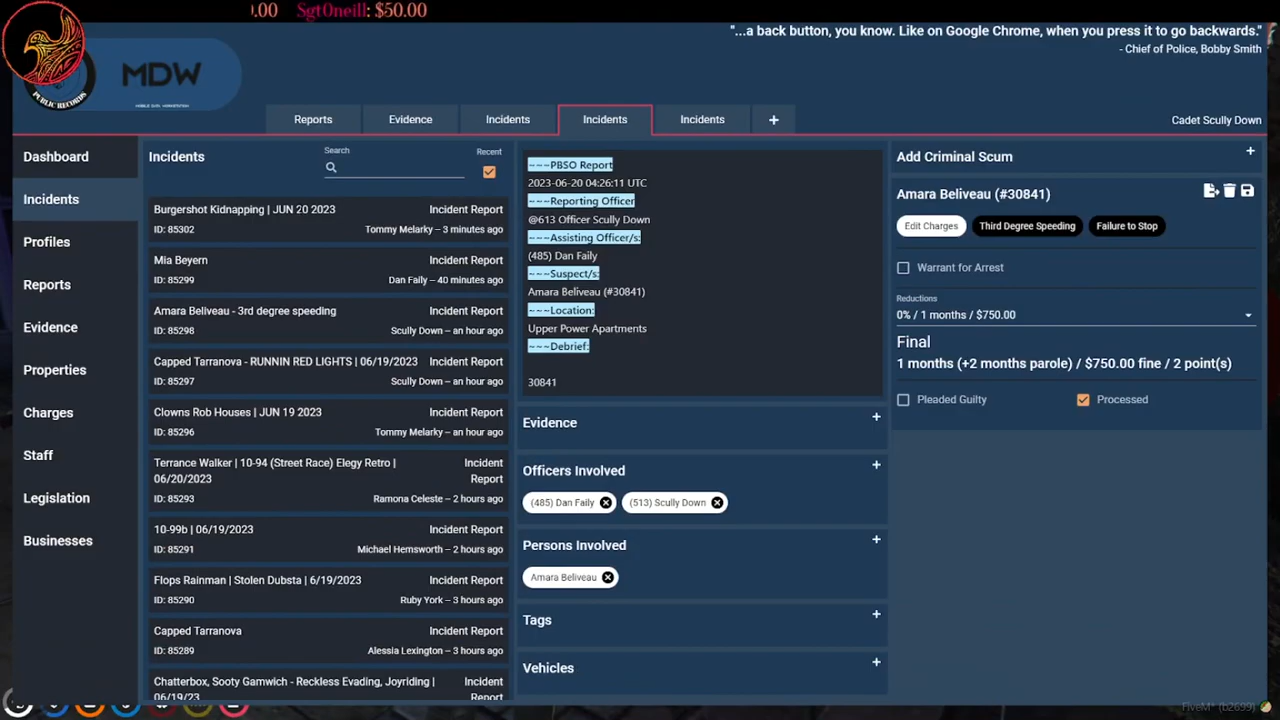 0.00 SgtOneill: $50.00
"...a back button, you know. Like on Google Chrome, when you press it to go backwards."
- Chief of Police, Bobby Smith
MDW
MOBILE DATA WORKSTATION
PUBLIC RECORDS
Reports
Evidence
Incidents
Incidents
Incidents
+
Cadet Scully Down
Dashboard
Incidents
Profiles
Reports
Evidence
Properties
Charges
Staff
Legislation
Businesses
Incidents
Search
Recent
Burgershot Kidnapping | JUN 20 2023 Incident Report
ID: 85302 Tommy Melarky – 3 minutes ago
Mia Beyern Incident Report
ID: 85299 Dan Faily – 40 minutes ago
Amara Beliveau - 3rd degree speeding Incident Report
ID: 85298 Scully Down – an hour ago
Capped Tarranova - RUNNIN RED LIGHTS | 06/19/2023 Incident Report
ID: 85297 Scully Down – an hour ago
Clowns Rob Houses | JUN 19 2023 Incident Report
ID: 85296 Tommy Melarky – an hour ago
Terrance Walker | 10-94 (Street Race) Elegy Retro | Incident
06/20/2023 Report
ID: 85293 Ramona Celeste – 2 hours ago
10-99b | 06/19/2023 Incident Report
ID: 85291 Michael Hemsworth – 2 hours ago
Flops Rainman | Stolen Dubsta | 6/19/2023 Incident Report
ID: 85290 Ruby York – 3 hours ago
Capped Tarranova Incident Report
ID: 85289 Alessia Lexington – 3 hours ago
Chatterbox, Sooty Gamwich - Reckless Evading, Joyriding | Incident
06/19/23 Report
~~~PBSO Report
2023-06-20 04:26:11 UTC
~~~Reporting Officer
@613 Officer Scully Down
~~~Assisting Officer/s:
(485) Dan Faily
~~~Suspect/s:
Amara Beliveau (#30841)
~~~Location:
Upper Power Apartments
~~~Debrief:
30841
Evidence +
Officers Involved +
(485) Dan Faily
(513) Scully Down
Persons Involved +
Amara Beliveau
Tags +
Vehicles +
Add Criminal Scum +
Amara Beliveau (#30841)
Edit Charges
Third Degree Speeding
Failure to Stop
Warrant for Arrest
Reductions
0% / 1 months / $750.00
Final
1 months (+2 months parole) / $750.00 fine / 2 point(s)
Pleaded Guilty
Processed
FiveM* (b2699)